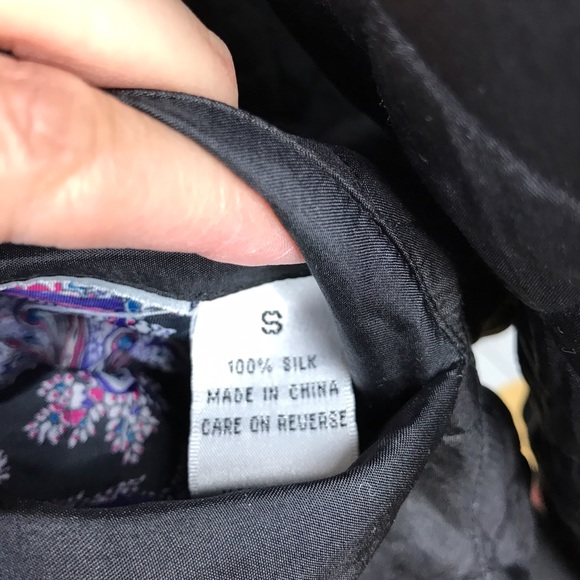 S
100% SILK
MADE IN CHINA
CARE ON REVERSE